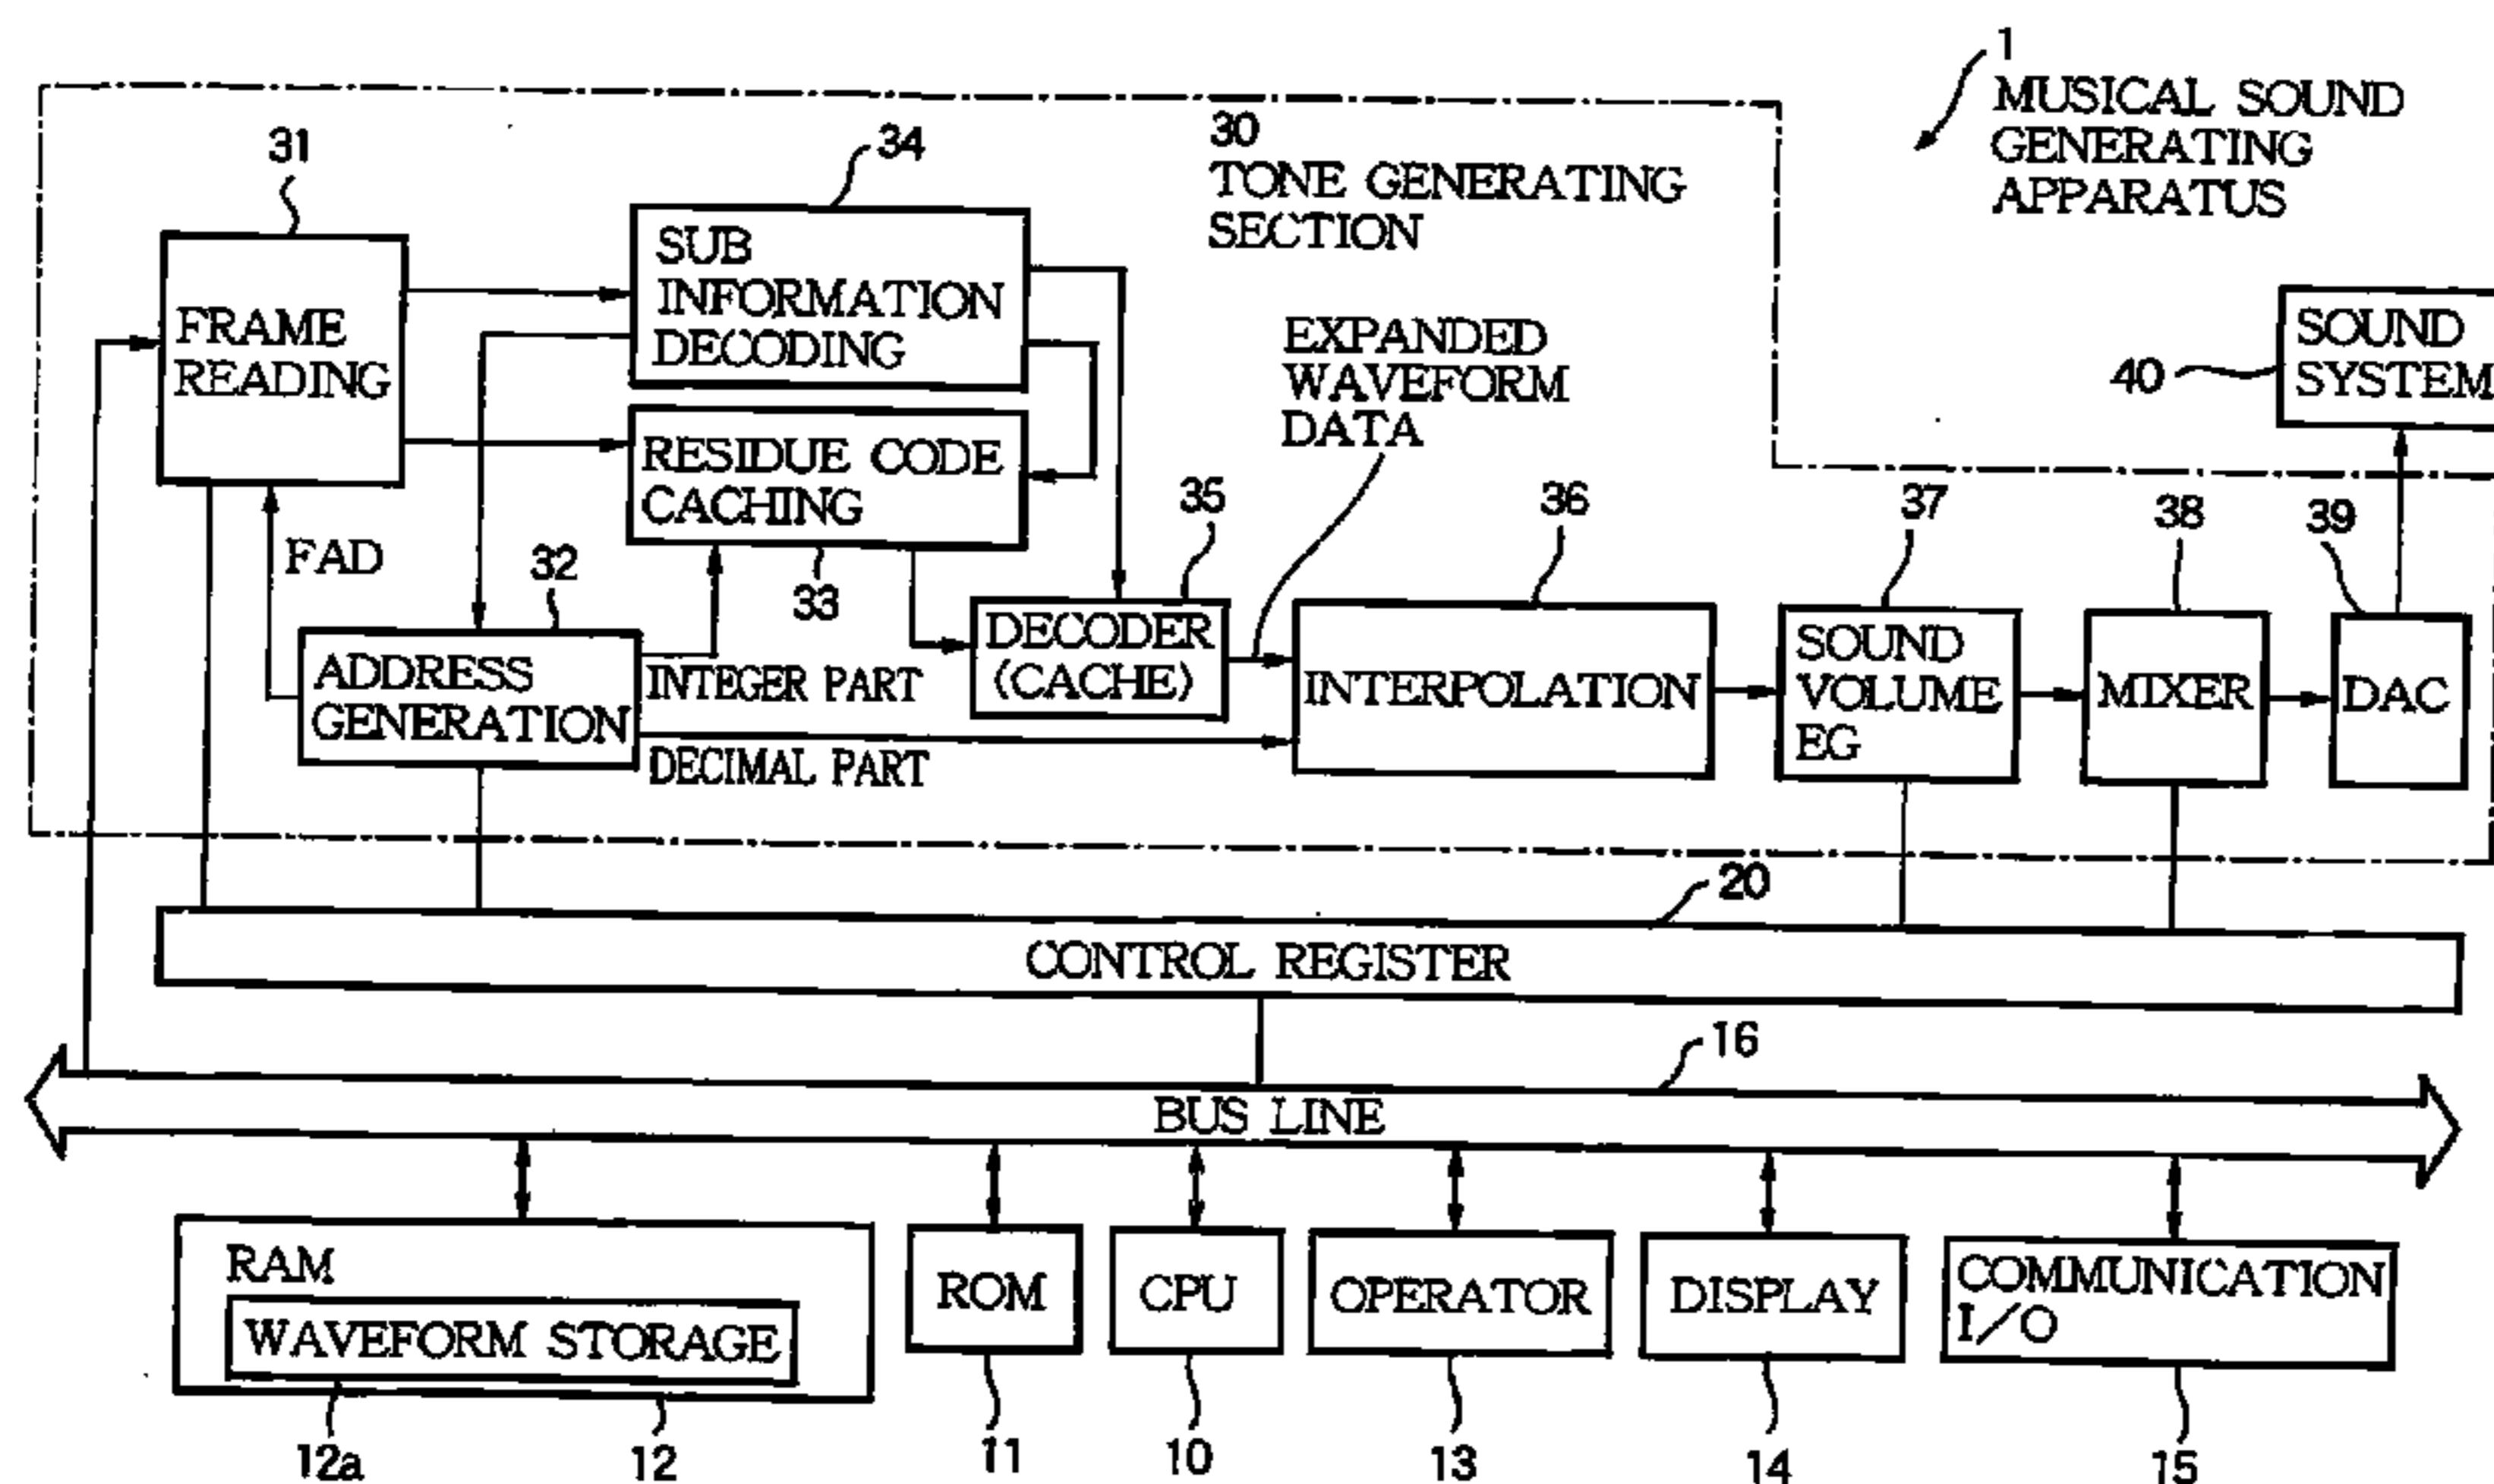 1
MUSICAL SOUND
GENERATING
APPARATUS
30
TONE GENERATING
SECTION
31
FRAME
READING
34
SUB
INFORMATION
DECODING
RESIDUE CODE
CACHING
33
FAD
32
ADDRESS
GENERATION
INTEGER PART
DECIMAL PART
35
DECODER
(CACHE)
EXPANDED
WAVEFORM
DATA
36
INTERPOLATION
37
SOUND
VOLUME
EG
38
MIXER
39
DAC
40
SOUND
SYSTEM
20
CONTROL REGISTER
16
BUS LINE
RAM
WAVEFORM STORAGE
12a
12
ROM
11
CPU
10
OPERATOR
13
DISPLAY
14
COMMUNICATION
I/O
15